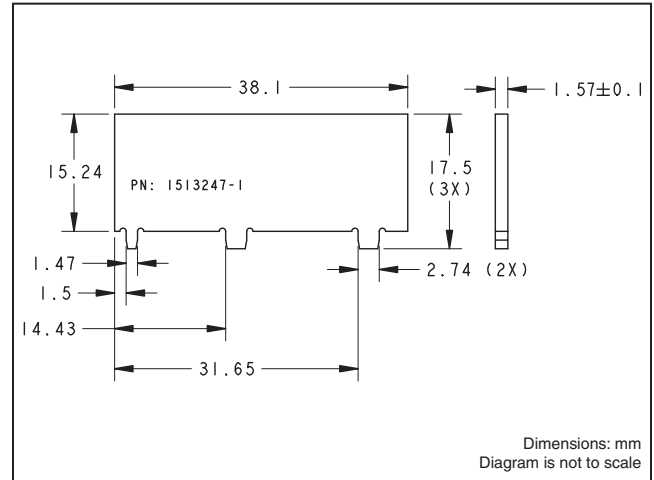 38.1
1.57±0.1
15.24
17.5
(3X)
PN: 1513247-1
1.47
2.74 (2X)
1.5
14.43
31.65
Dimensions: mm
Diagram is not to scale